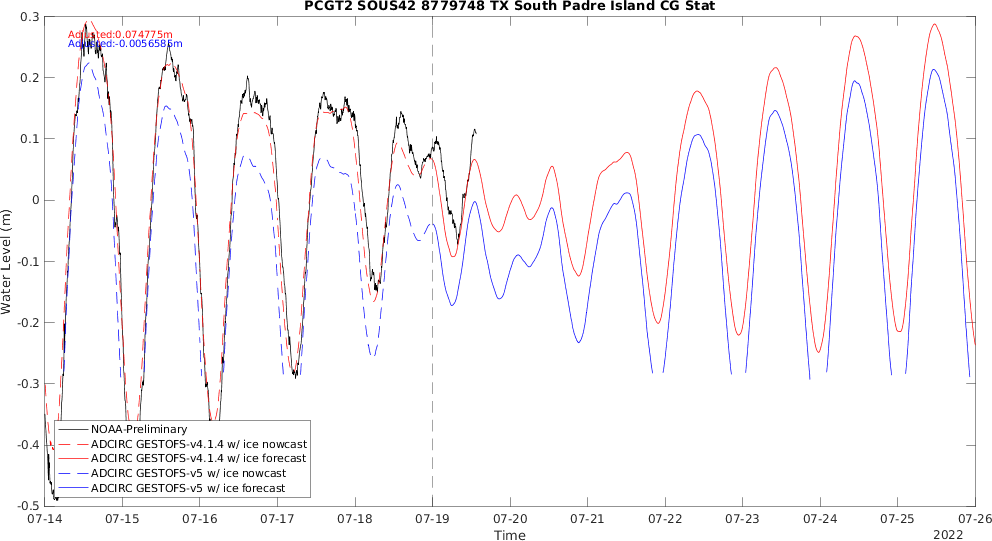 PCGT2 SOUS42 8779748 TX South Padre Island CG Stat
Adjusted:0.074775m
Adjusted:-0.0056585m
0.3
0.2
0.1
0
-0.1
-0.2
-0.3
-0.4
-0.5
Water Level (m)
NOAA-Preliminary
ADCIRC GESTOFS-v4.1.4 w/ ice nowcast
ADCIRC GESTOFS-v4.1.4 w/ ice forecast
ADCIRC GESTOFS-v5 w/ ice nowcast
ADCIRC GESTOFS-v5 w/ ice forecast
07-14 07-15 07-16 07-17 07-18 07-19 07-20 07-21 07-22 07-23 07-24 07-25 07-26
Time
2022